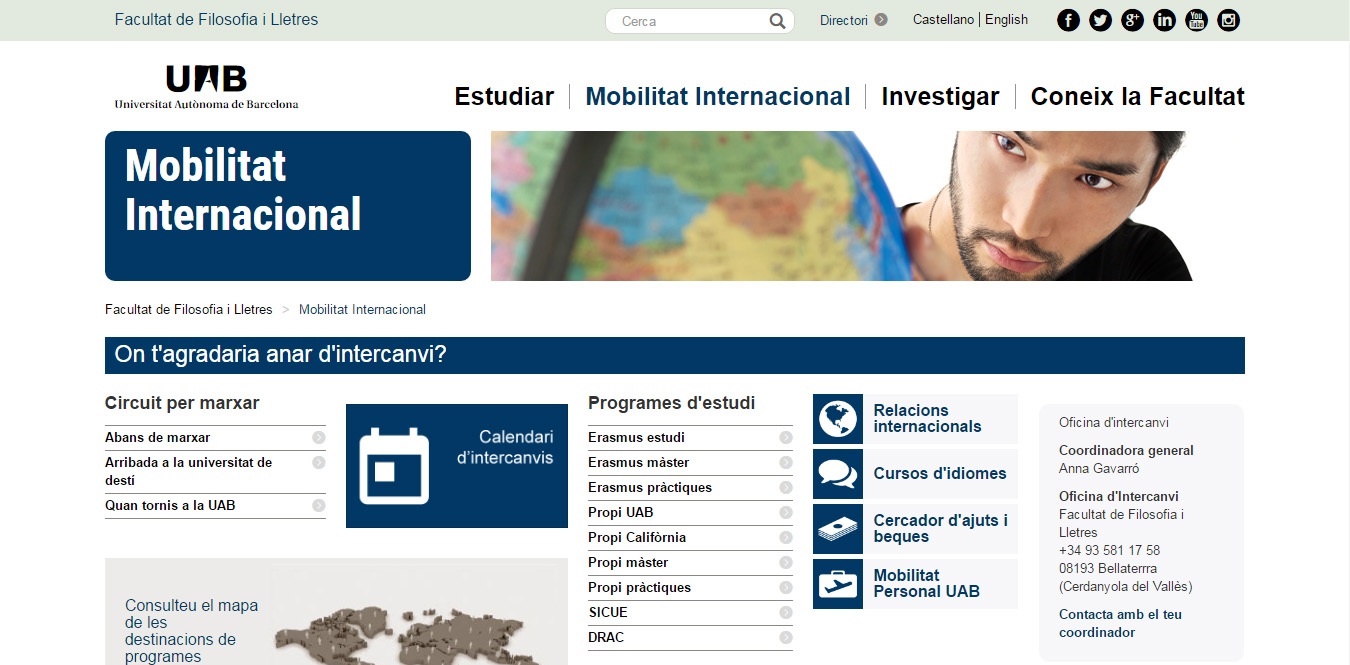 Facultat de Filosofia i Lletres
Cerca
Directori
Castellano | English
You
Tube
UAB
Universitat Autònoma de Barcelona
Estudiar
Mobilitat Internacional
Investigar
Coneix la Facultat
Mobilitat
Internacional
Facultat de Filosofia i Lletres > Mobilitat Internacional
On t'agradaria anar d'intercanvi?
Circuit per marxar
Abans de marxar
Arribada a la universitat de
destí
Quan tornis a la UAB
Calendari
d'intercanvis
Consulteu el mapa
de les
destinacions de
programes
Programes d'estudi
Erasmus estudi
Erasmus màster
Erasmus pràctiques
Propi UAB
Propi Califòrnia
Propi màster
Propi pràctiques
SICUE
DRAC
Relacions
internacionals
Cursos d'idiomes
Cercador d'ajuts i
beques
Mobilitat
Personal UAB
Oficina d'intercanvi
Coordinadora general
Anna Gavarró
Oficina d'Intercanvi
Facultat de Filosofia i
Lletres
+34 93 581 17 58
08193 Bellaterrra
(Cerdanyola del Vallès)
Contacta amb el teu
coordinador